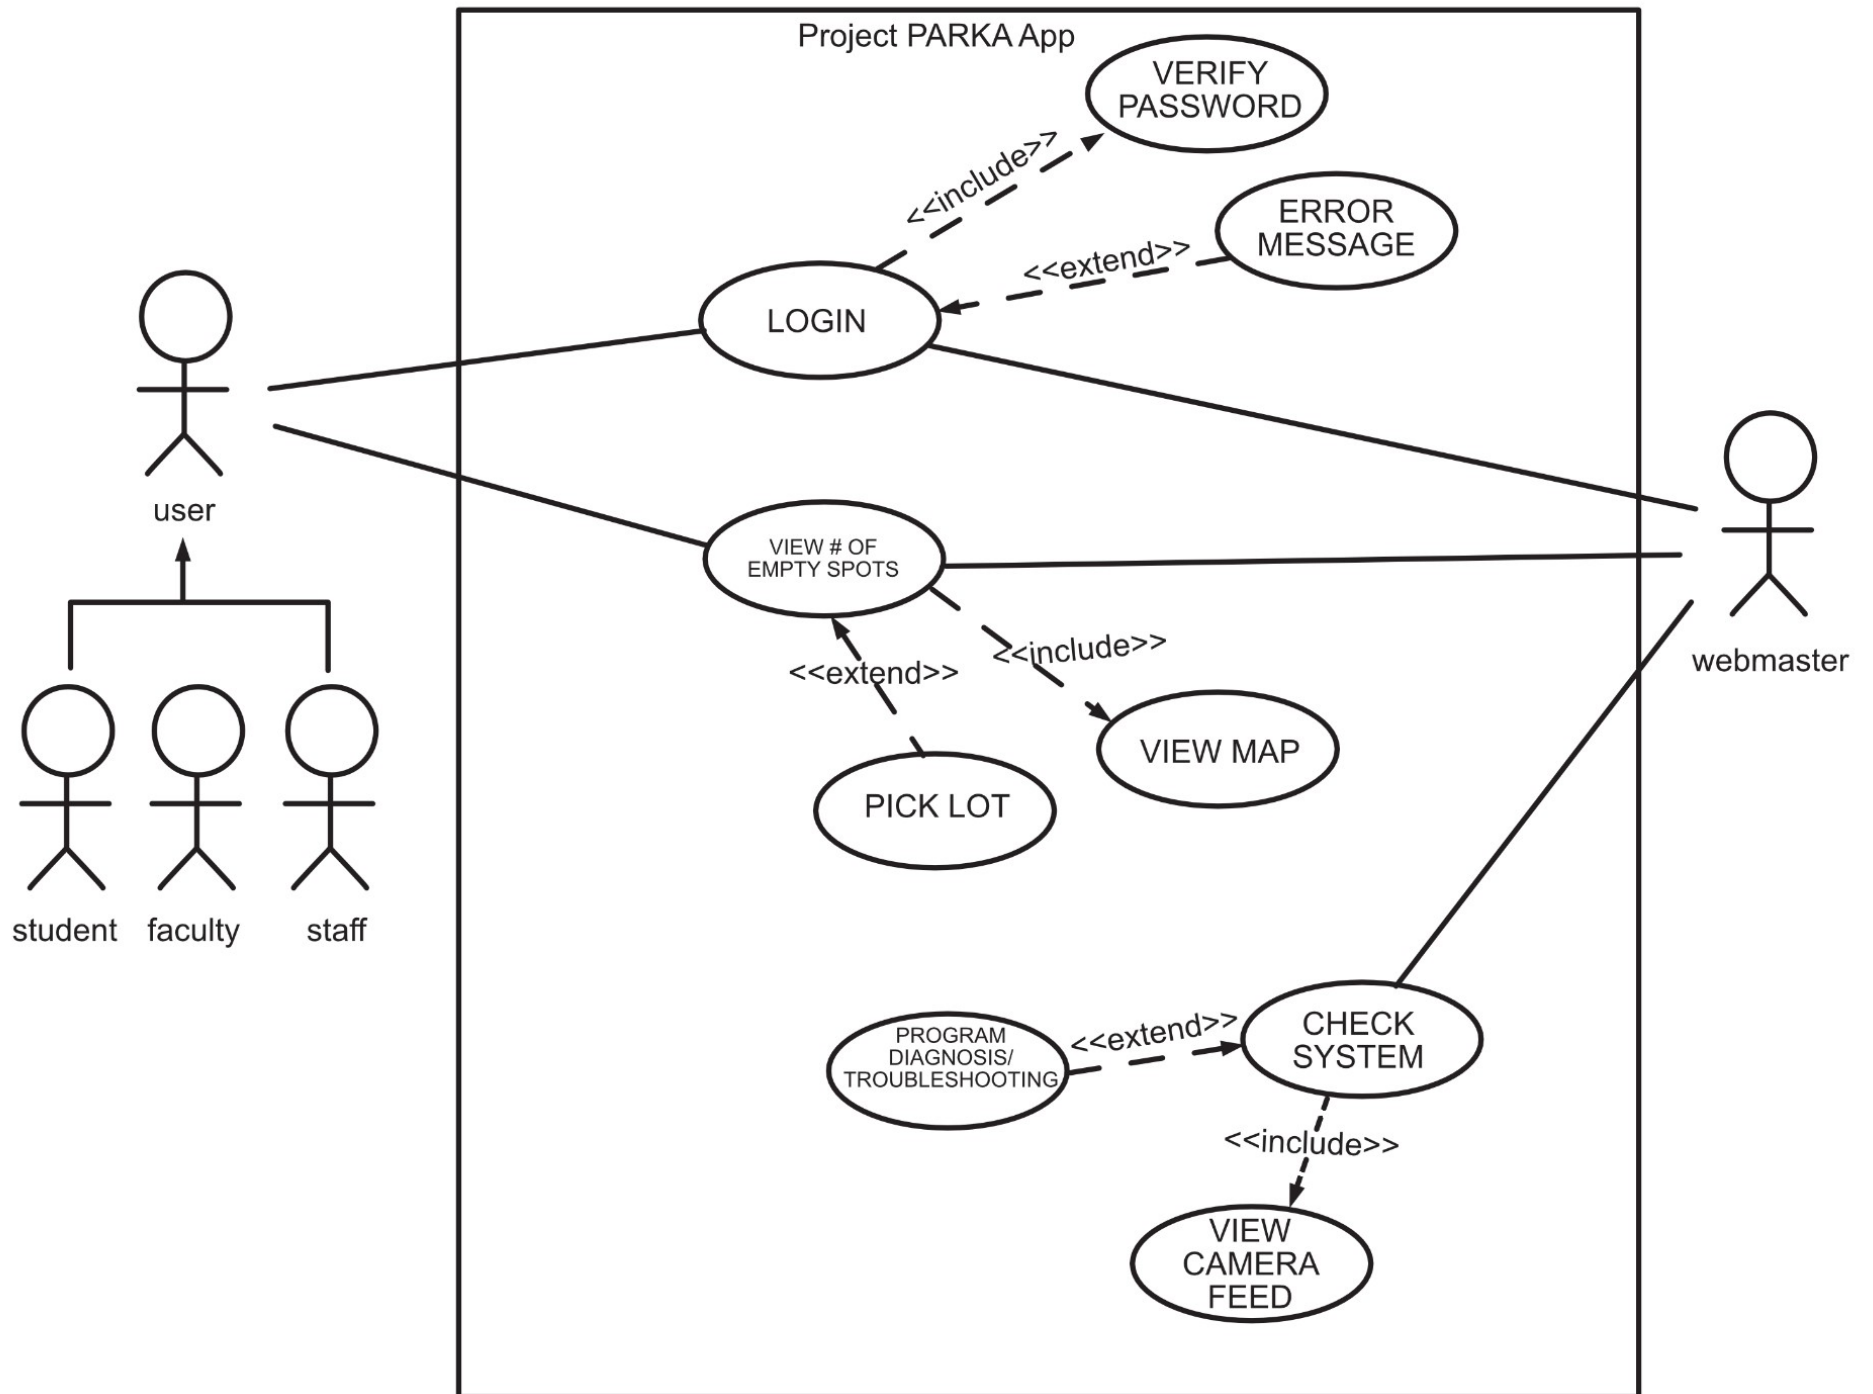 Project PARKA App
VERIFY
PASSWORD
<<include>>
ERROR
MESSAGE
<<extend>>
LOGIN
user
VIEW # OF
EMPTY SPOTS
<<extend>>
<<include>>
webmaster
VIEW MAP
PICK LOT
student
faculty
staff
PROGRAM
DIAGNOSIS/
TROUBLESHOOTING
<<extend>>
CHECK
SYSTEM
<<include>>
VIEW
CAMERA
FEED